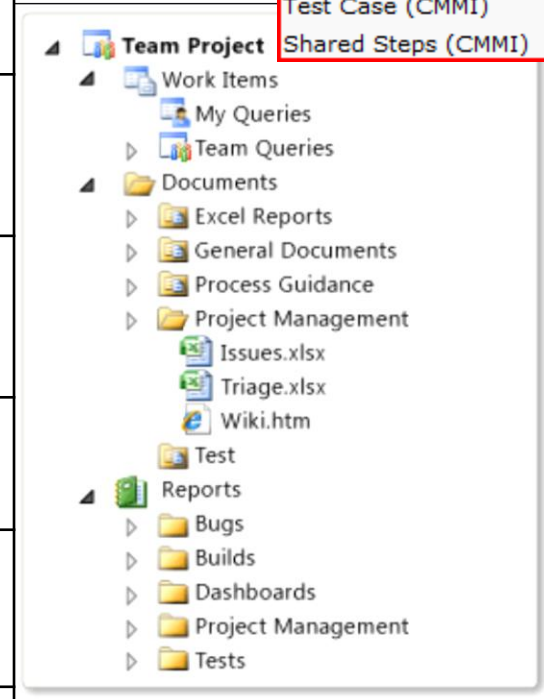 Test Case (CMMI)
Shared Steps (CMMI)
Team Project
Work Items
My Queries
Team Queries
Documents
Excel Reports
General Documents
Process Guidance
Project Management
Issues.xlsx
Triage.xlsx
Wiki.htm
Test
Reports
Bugs
Builds
Dashboards
Project Management
Tests